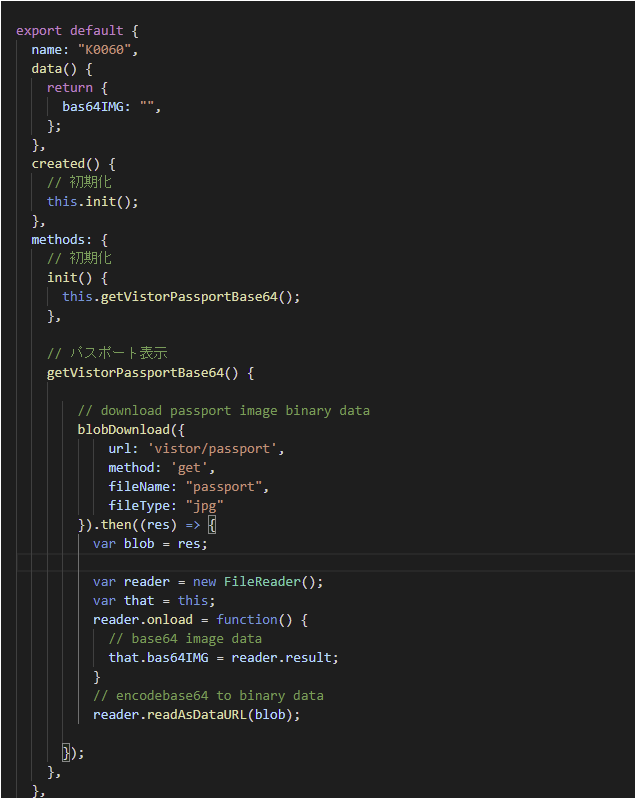 export default {
name: "K0060",
data() {
return {
bas64IMG: "",
};
},
created() {
// 初期化
this.init();
},
methods: {
// 初期化
init() {
this.getVistorPassportBase64();
},
// パスポート表示
getVistorPassportBase64() {
// download passport image binary data
blobDownload({
url: 'vistor/passport',
method: 'get',
fileName: "passport",
fileType: "jpg"
}).then((res) => {
var blob = res;
var reader = new FileReader();
var that = this;
reader.onload = function() {
// base64 image data
that.bas64IMG = reader.result;
}
// encodebase64 to binary data
reader.readAsDataURL(blob);
});
},
},